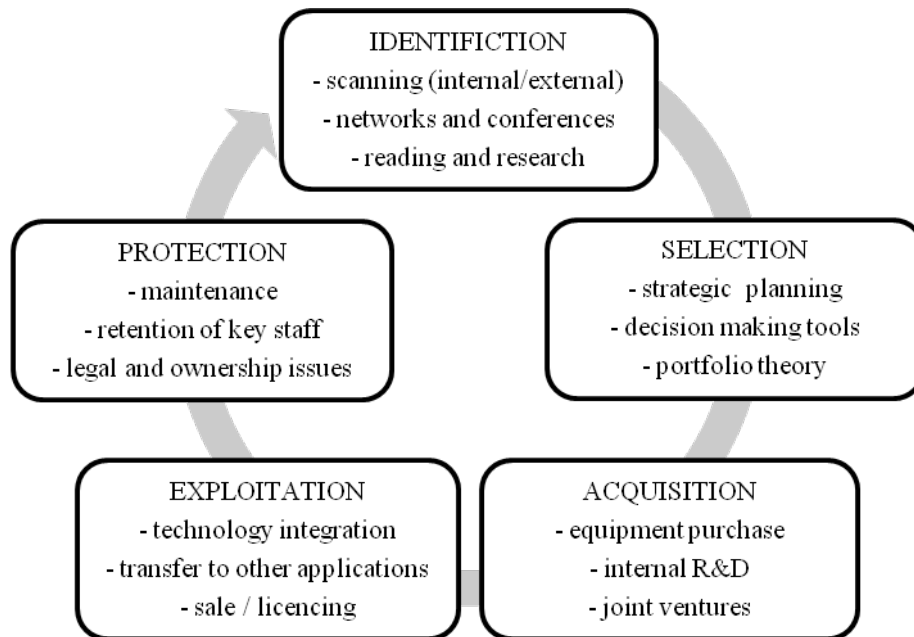 IDENTIFICTION
- scanning (internal/external)
- networks and conferences
- reading and research
SELECTION
- strategic planning
- decision making tools
- portfolio theory
ACQUISITION
- equipment purchase
- internal R&D
- joint ventures
EXPLOITATION
- technology integration
- transfer to other applications
- sale / licencing
PROTECTION
- maintenance
- retention of key staff
- legal and ownership issues